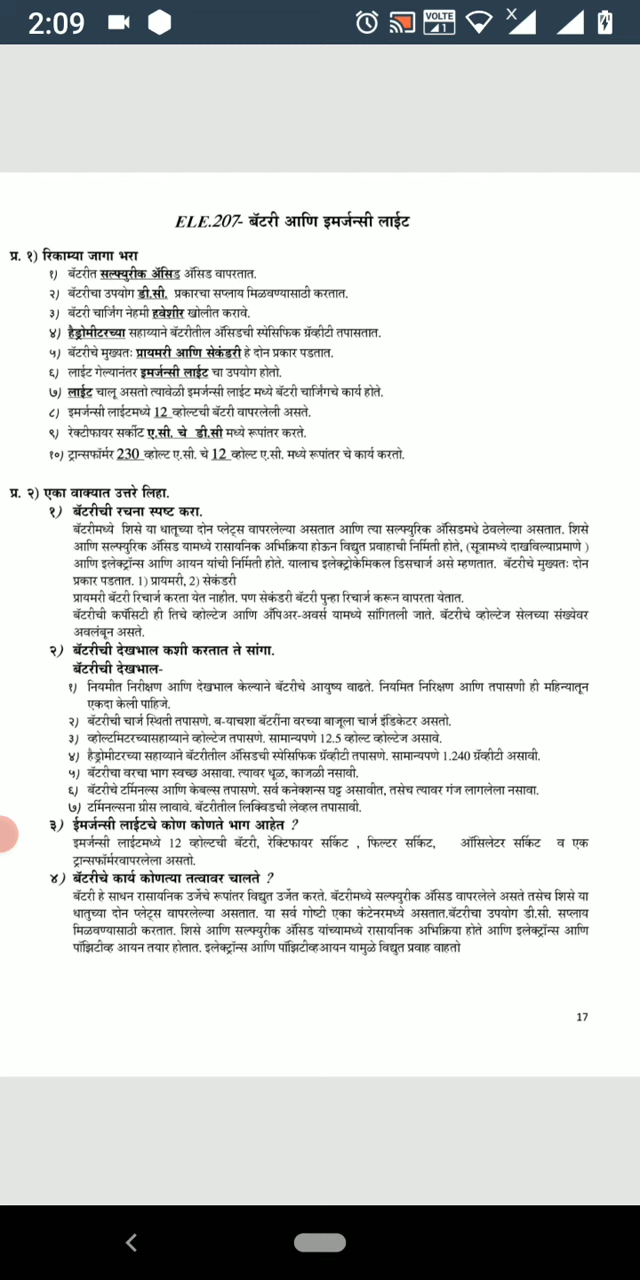 2:09
VOLTE
1
X
ELE.207- बॅटरी आणि इमर्जन्सी लाईट
प्र. १) रिकाम्या जागा भरा
१) बॅटरीत सल्फ्युरीक ॲसिड ॲसिड वापरतात.
२) बॅटरीचा उपयोग डी.सी. प्रकारचा सप्लाय मिळवण्यासाठी करतात.
३) बॅटरी चार्जिंग नेहमी हवेशीर खोलीत करावे.
४) हैड्रोमीटरच्या सहाय्याने बॅटरीतील ॲसिडची स्पेसिफिक ग्रॅव्हीटी तपासतात.
५) बॅटरीचे मुख्यतः प्रायमरी आणि सेकंडरी हे दोन प्रकार पडतात.
६) लाईट गेल्यानंतर इमर्जन्सी लाईट चा उपयोग होतो.
७) लाईट चालू असतो त्यावेळी इमर्जन्सी लाईट मध्ये बॅटरी चार्जिंगचे कार्य होते.
८) इमर्जन्सी लाईटमध्ये 12 व्होल्टची बॅटरी वापरलेली असते.
९) रेक्टीफायर सर्कीट ए.सी. चे डी.सी मध्ये रूपांतर करते.
१०) ट्रान्सफॉर्मर 230 व्होल्ट ए.सी. चे 12 व्होल्ट ए.सी. मध्ये रूपांतर चे कार्य करतो.
प्र. २) एका वाक्यात उत्तरे लिहा.
१) बॅटरीची रचना स्पष्ट करा.
बॅटरीमध्ये शिसे या धातूच्या दोन प्लेट्स वापरलेल्या असतात आणि त्या सल्फ्युरिक ॲसिडमधे ठेवलेल्या असतात. शिसे
आणि सल्फ्युरिक ॲसिड यामध्ये रासायनिक अभिक्रिया होऊन विद्युत प्रवाहाची निर्मिती होते, (सूत्रामध्ये दाखविल्याप्रमाणे )
आणि इलेक्ट्रॉन्स आणि आयन यांची निर्मिती होते. यालाच इलेक्ट्रोकेमिकल डिसचार्ज असे म्हणतात. बॅटरीचे मुख्यतः दोन
प्रकार पडतात. 1) प्रायमरी, 2) सेकंडरी
प्रायमरी बॅटरी रिचार्ज करता येत नाहीत. पण सेकंडरी बॅटरी पुन्हा रिचार्ज करून वापरता येतात.
बॅटरीची कपॅसिटी ही तिचे व्होल्टेज आणि अँपिअर-अवर्स यामध्ये सांगितली जाते. बॅटरीचे व्होल्टेज सेलच्या संख्येवर
अवलंबून असते.
२) बॅटरीची देखभाल कशी करतात ते सांगा.
बॅटरीची देखभाल-
१) नियमीत निरीक्षण आणि देखभाल केल्याने बॅटरीचे आयुष्य वाढते. नियमित निरिक्षण आणि तपासणी ही महिन्यातून
एकदा केली पाहिजे.
२) बॅटरीची चार्ज स्थिती तपासणे. ब-याचशा बॅटरींना वरच्या बाजूला चार्ज इंडिकेटर असतो.
३) व्होल्टमिटरच्यासहाय्याने व्होल्टेज तपासणे. सामान्यपणे 12.5 व्होल्ट व्होल्टेज असावे.
४) हैड्रोमीटरच्या सहाय्याने बॅटरीतील ॲसिडची स्पेसिफिक ग्रॅव्हीटी तपासणे. सामान्यपणे 1.240 ग्रॅव्हीटी असावी.
५) बॅटरीचा वरचा भाग स्वच्छ असावा. त्यावर धूळ, काजळी नसावी.
६) बॅटरीचे टर्मिनल्स आणि केबल्स तपासणे. सर्व कनेक्शन्स घट्ट असावीत, तसेच त्यावर गंज लागलेला नसावा.
७) टर्मिनल्सना ग्रीस लावावे. बॅटरीतील लिक्विडची लेव्हल तपासावी.
३) ईमर्जन्सी लाईटचे कोण कोणते भाग आहेत ?
इमर्जन्सी लाईटमध्ये 12 व्होल्टची बॅटरी, रेक्टिफायर सर्किट , फिल्टर सर्किट, ऑसिलेटर सर्किट व एक
ट्रान्सफॉर्मरवापरलेला असतो.
४) बॅटरीचे कार्य कोणत्या तत्वावर चालते ?
बॅटरी हे साधन रासायनिक उर्जेचे रूपांतर विद्युत उर्जेत करते. बॅटरीमध्ये सल्फ्युरीक ॲसिड वापरलेले असते तसेच शिसे या
धातूच्या दोन प्लेट्स वापरलेल्या असतात. या सर्व गोष्टी एका कंटेनरमध्ये असतात.बॅटरीचा उपयोग डी.सी. सप्लाय
मिळवण्यासाठी करतात. शिसे आणि सल्फ्युरीक ॲसिड यांच्यामध्ये रासायनिक अभिक्रिया होते आणि इलेक्ट्रॉन्स आणि
पॉझिटीव्ह आयन तयार होतात. इलेक्ट्रॉन्स आणि पॉझिटीव्हआयन यामुळे विद्युत प्रवाह वाहतो
17